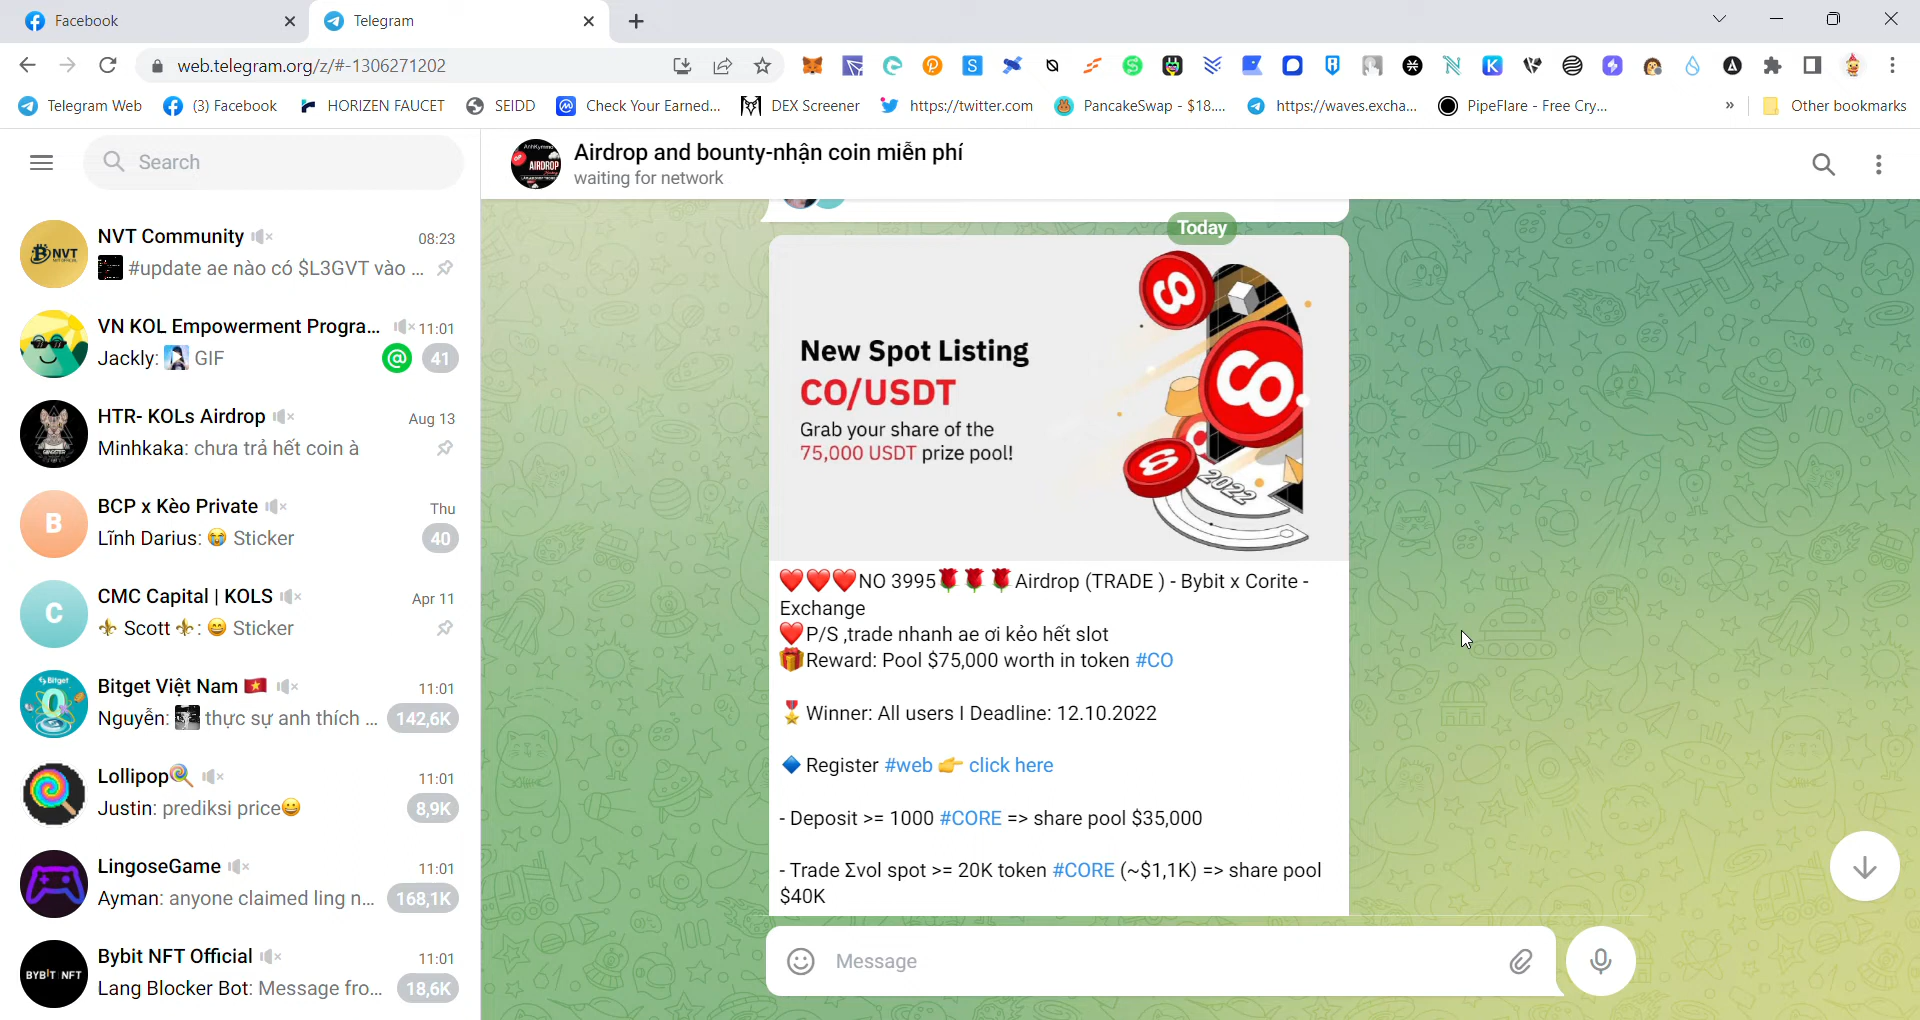 Facebook
Telegram
web.telegram.org/z/#-1306271202
Telegram Web
(3) Facebook
HORIZEN FAUCET
SEIDD
Check Your Earned...
DEX Screener
https://twitter.com
PancakeSwap - $18....
https://waves.excha...
PipeFlare - Free Cry...
»
Other bookmarks
Search
NVT Community
08:23
#update ae nào có $L3GVT vào ...
VN KOL Empowerment Progra...
11:01
Jackly: GIF
@ 41
HTR- KOLs Airdrop
Aug 13
Minhkaka: chưa trả hết coin à
B
BCP x Kèo Private
Thu
Lĩnh Darius: 😭 Sticker
40
C
CMC Capital | KOLS
Apr 11
⚜️ Scott ⚜️: 😄 Sticker
Bitget
Bitget Việt Nam 🇻🇳
11:01
Nguyễn: thực sự anh thích ...
142,6K
Lollipop🍭
11:01
Justin: prediksi price😀
8,9K
LingoseGame
11:01
Ayman: anyone claimed ling n...
168,1K
BYBIT NFT
Bybit NFT Official
11:01
Lang Blocker Bot: Message fro...
18,6K
AIRDROP
Airdrop and bounty-nhận coin miễn phí
waiting for network
Today
New Spot Listing
CO/USDT
Grab your share of the
75,000 USDT prize pool!
2022
❤️❤️❤️NO 3995🌹🌹🌹Airdrop (TRADE ) - Bybit x Corite -
Exchange
❤️P/S ,trade nhanh ae ơi kẻo hết slot
🎁Reward: Pool $75,000 worth in token #CO
🎖Winner: All users I Deadline: 12.10.2022
🔷Register #web 👉 click here
- Deposit >= 1000 #CORE => share pool $35,000
- Trade Σvol spot >= 20K token #CORE (~$1,1K) => share pool
$40K
Message